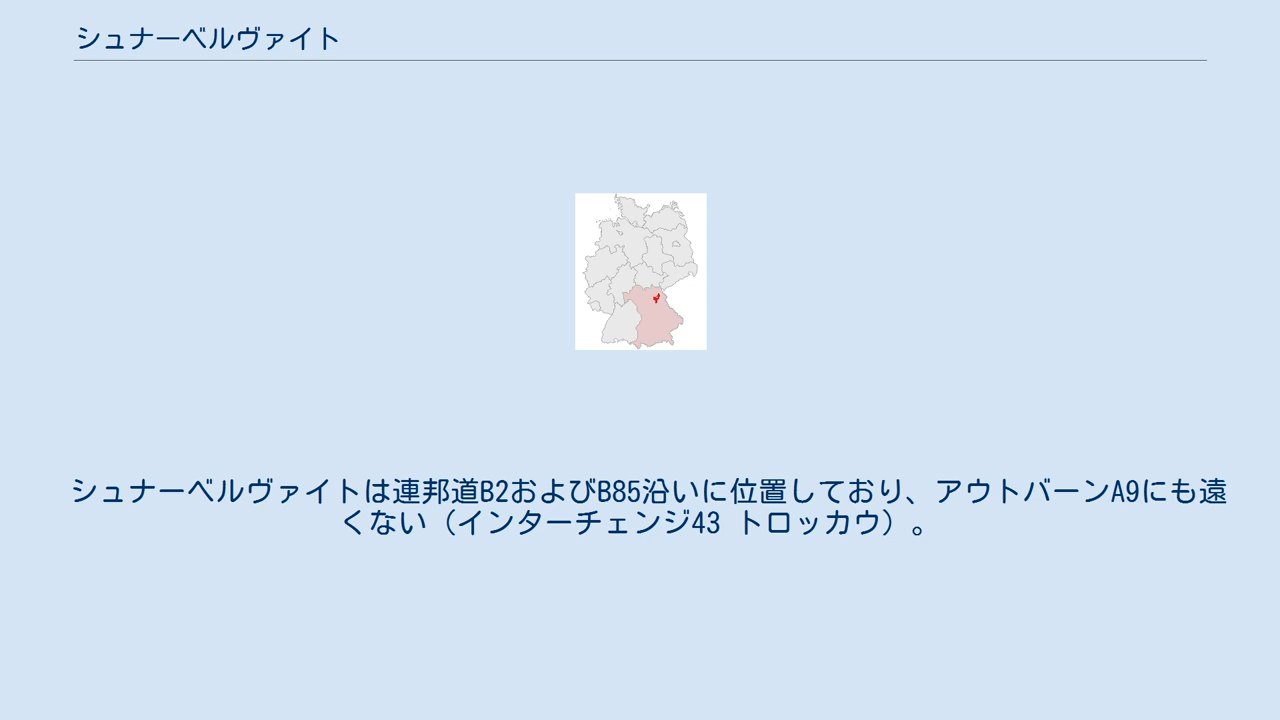 シュナーベルヴァイト
シュナーベルヴァイトは連邦道B2およびB85沿いに位置しており、アウトバーンA9にも遠
くない（インターチェンジ43 トロッカウ）。